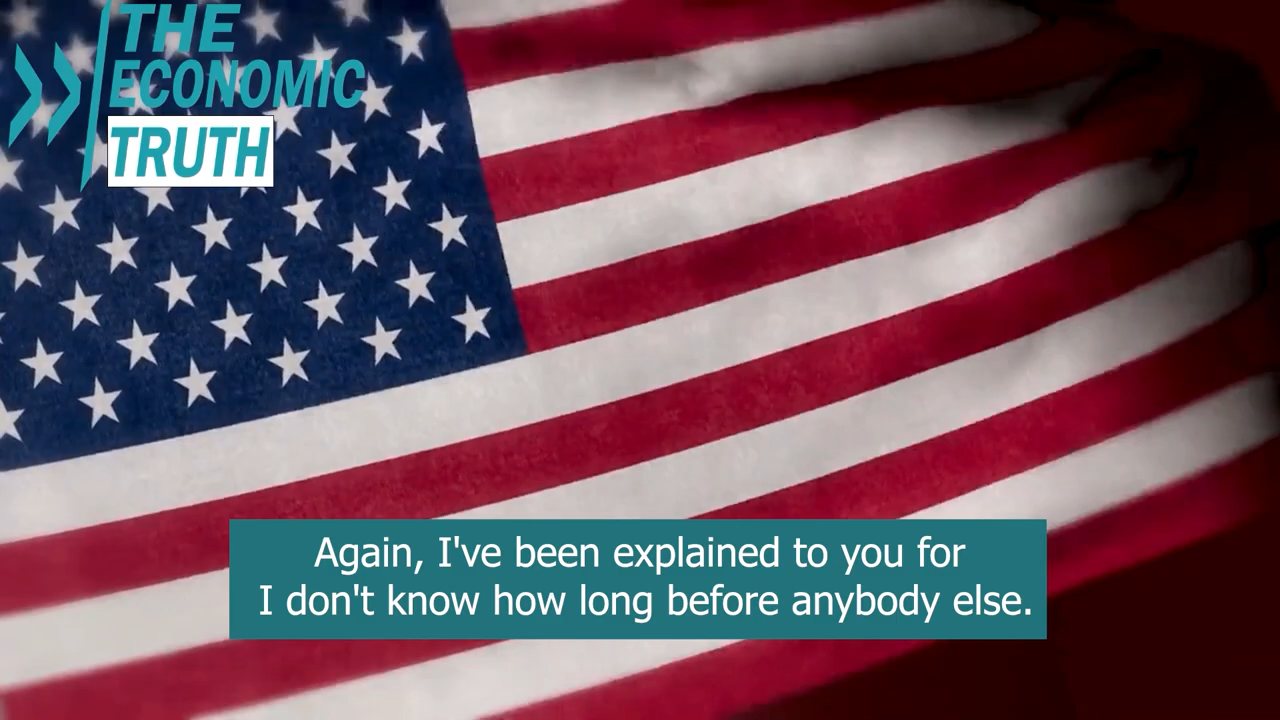 THE
ECONOMIC
TRUTH
Again, I've been explained to you for
I don't know how long before anybody else.